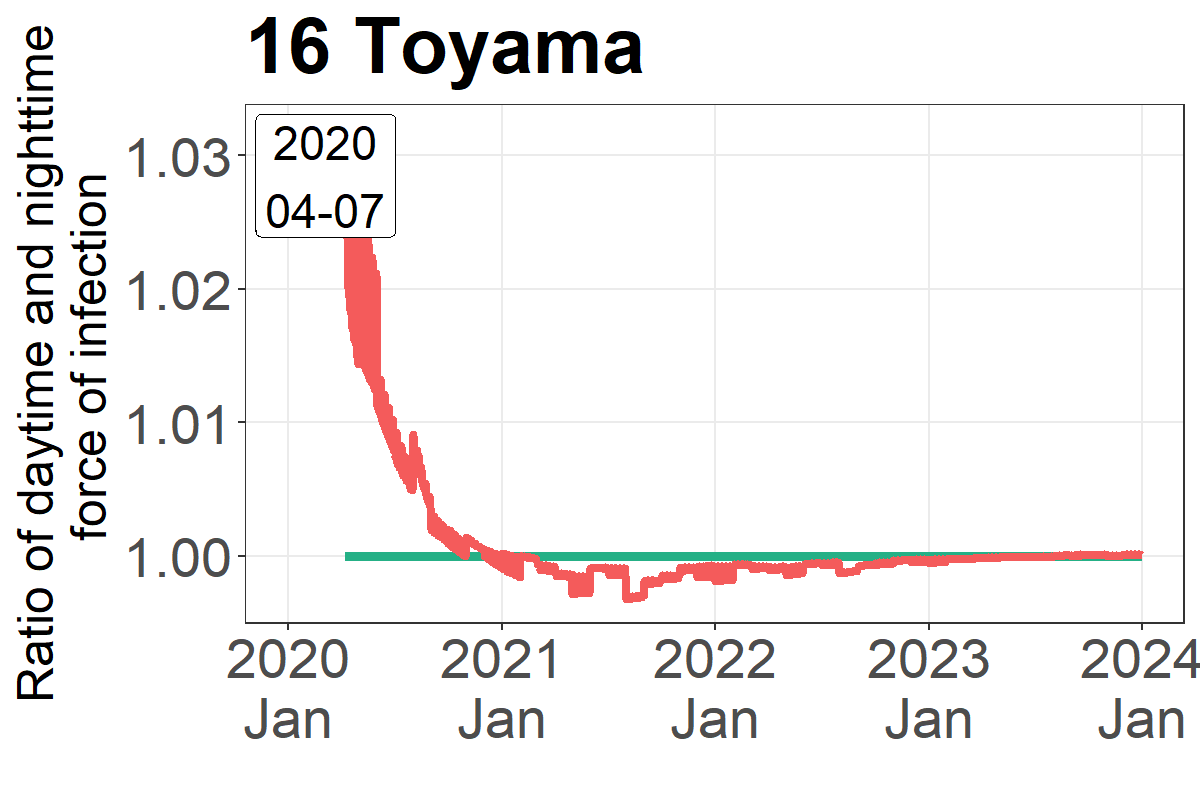 16 Toyama
Ratio of daytime and nighttime
force of infection
1.03
1.02
1.01
1.00
2020
04-07
2020
Jan
2021
Jan
2022
Jan
2023
Jan
2024
Jan